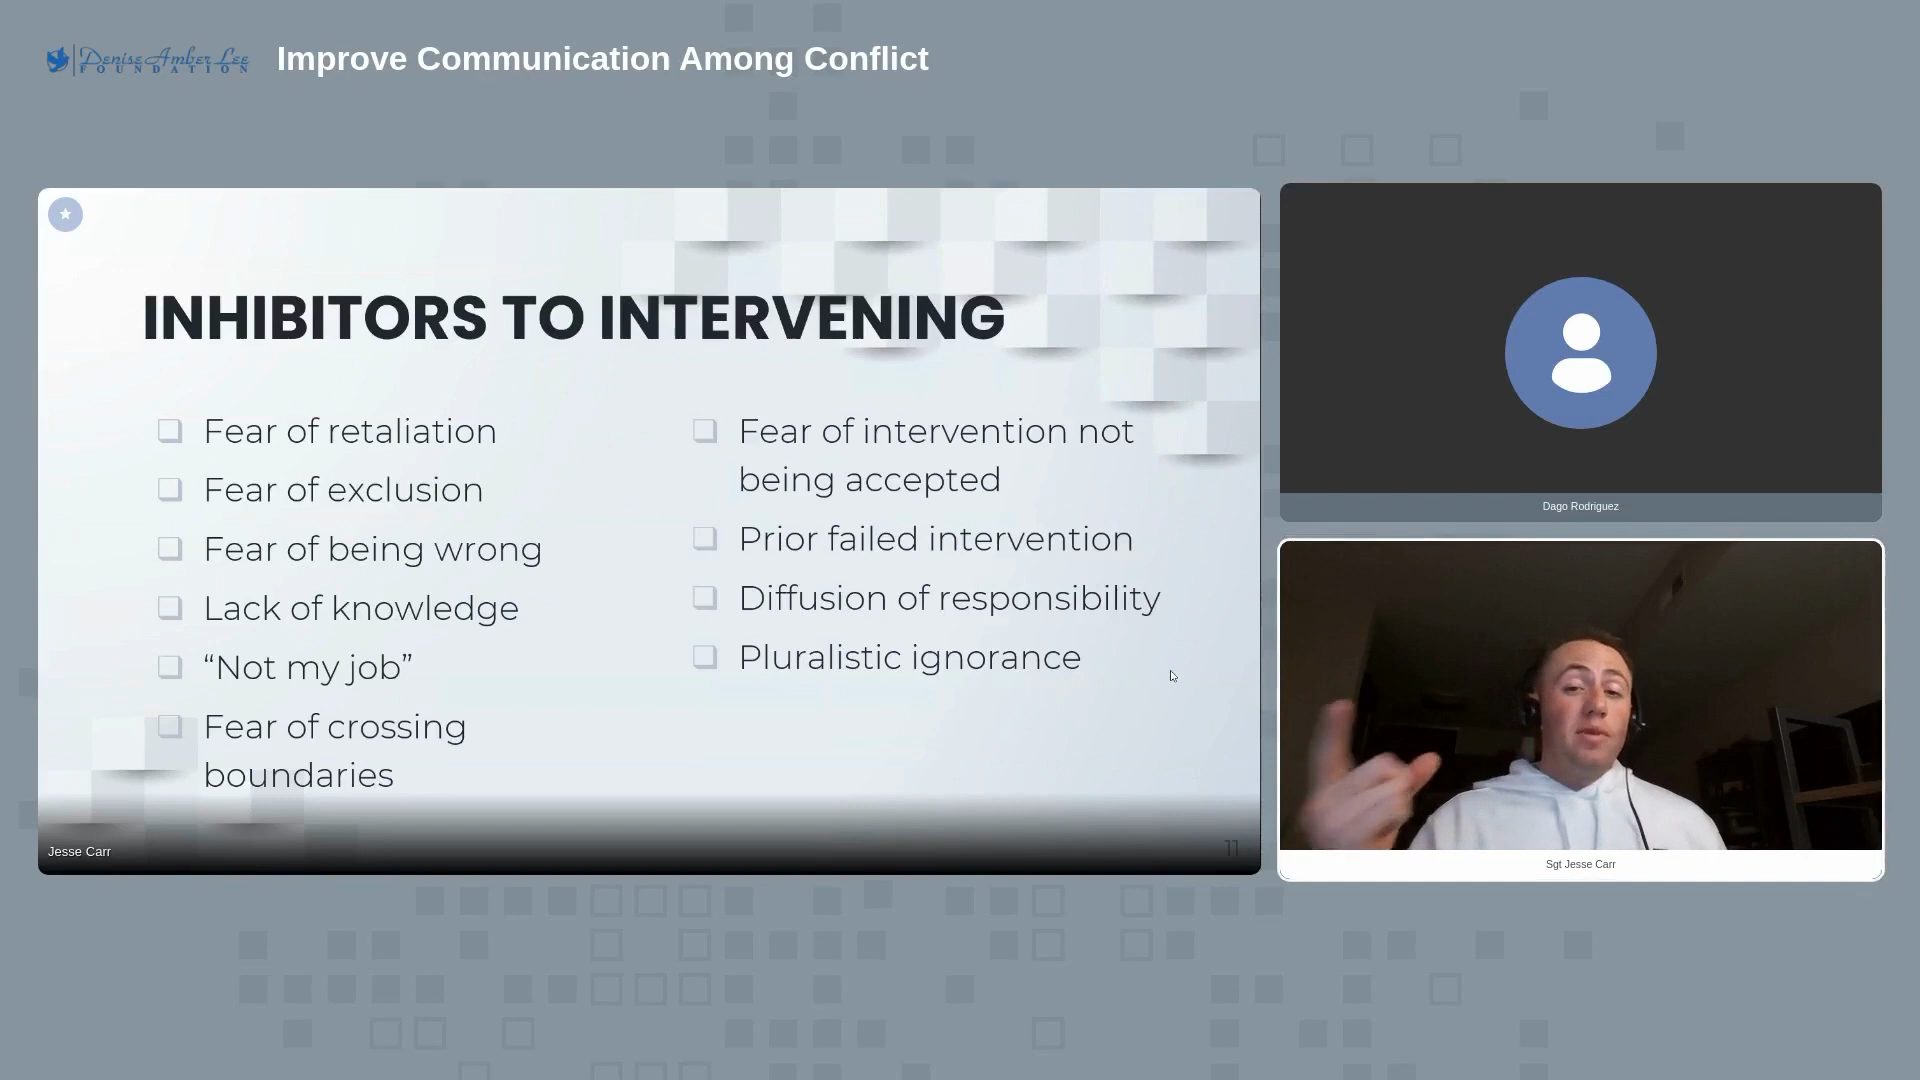 Denise Amber Lee
FOUNDATION
Improve Communication Among Conflict
INHIBITORS TO INTERVENING
Fear of retaliation
Fear of exclusion
Fear of being wrong
Lack of knowledge
“Not my job”
Fear of crossing
boundaries
Fear of intervention not
being accepted
Prior failed intervention
Diffusion of responsibility
Pluralistic ignorance
Jesse Carr
11
Dago Rodriguez
Sgt Jesse Carr